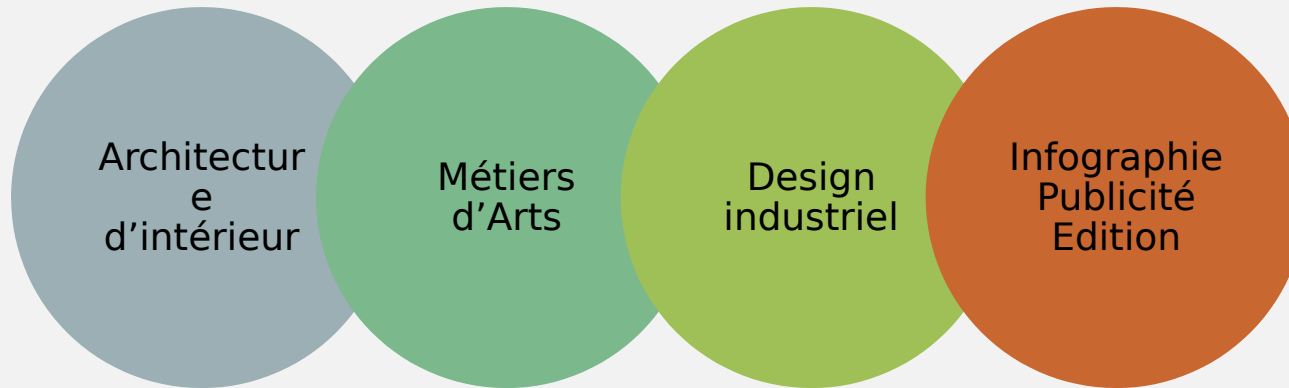 Architectur
e
d’intérieur
Métiers
d’Arts
Design
industriel
Infographie
Publicité
Edition